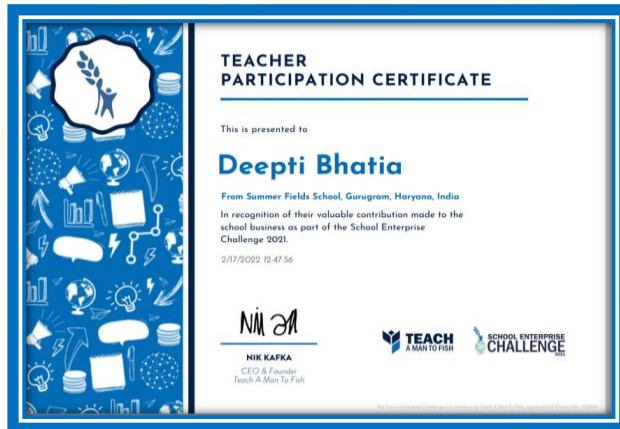 TEACHER
PARTICIPATION CERTIFICATE
This is presented to
Deepti Bhatia
From Summer Fields School, Gurugram, Haryana, India
In recognition of their valuable contribution made to the
school business as part of the School Enterprise
Challenge 2021.
2/17/2022 12:47:56
NIK KAFKA
CEO & Founder
Teach A Man To Fish
TEACH
A MAN TO FISH
SCHOOL ENTERPRISE
CHALLENGE
2021